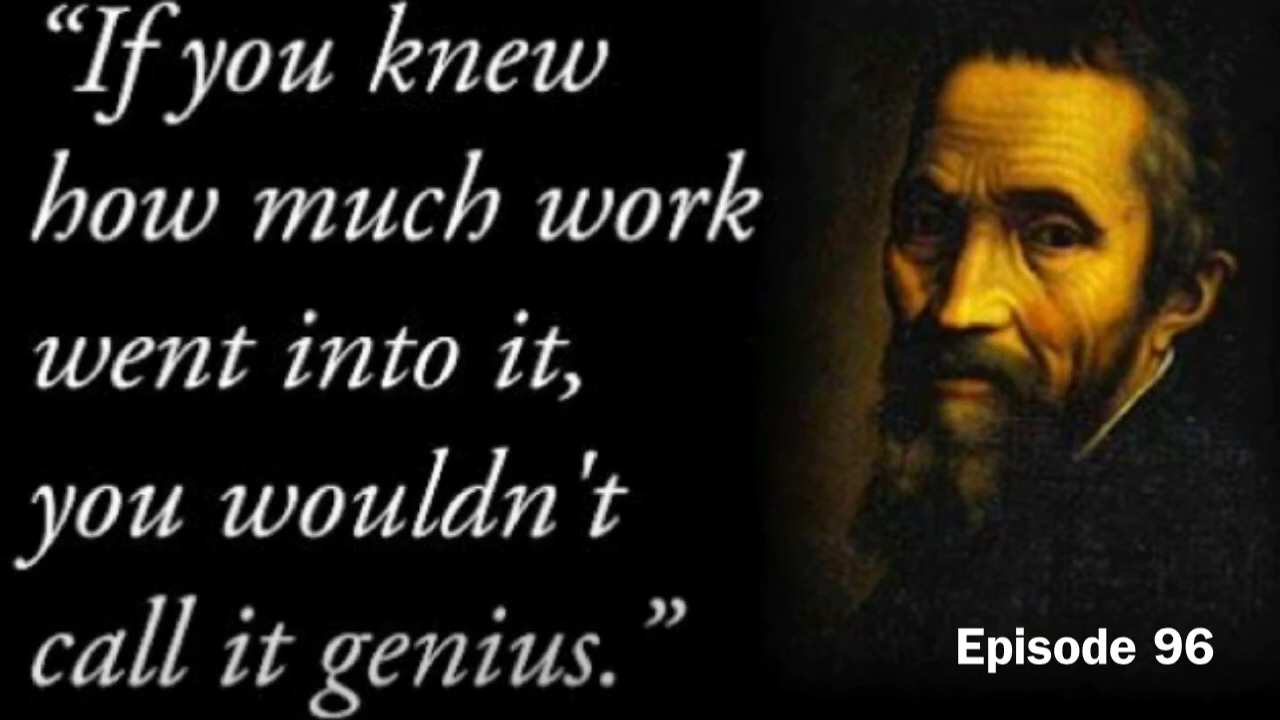 “If you knew
how much work
went into it,
you wouldn't
call it genius.”
Episode 96